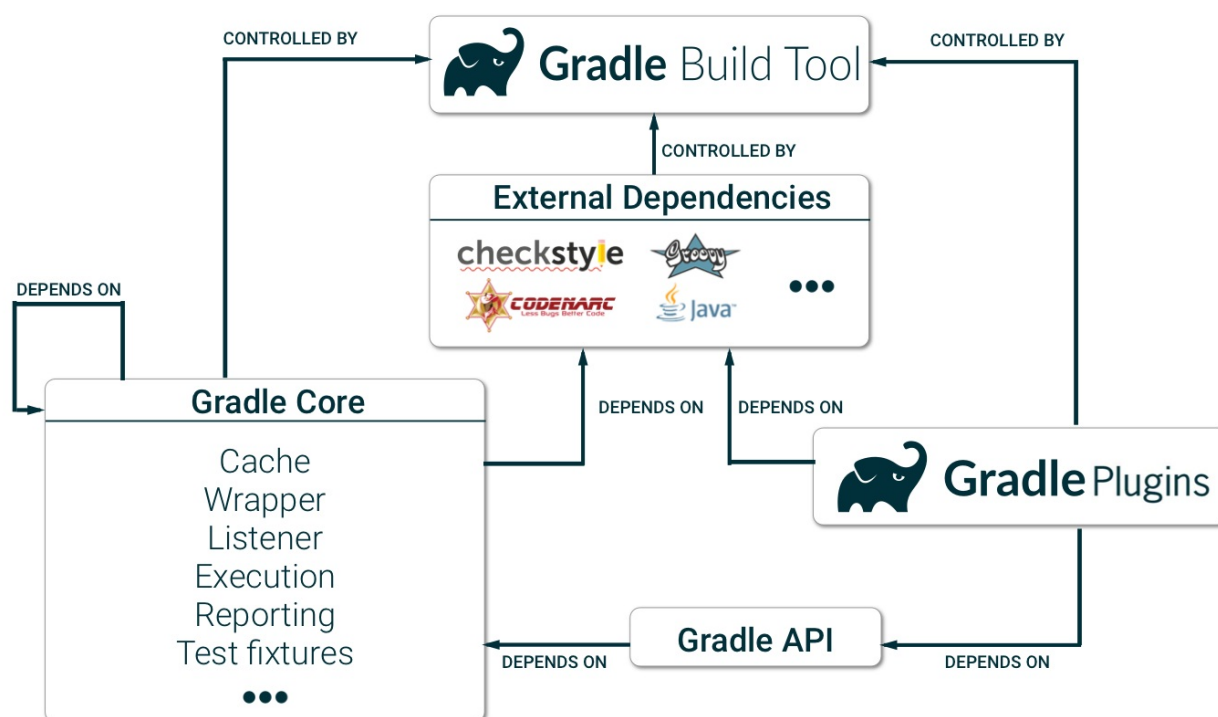 CONTROLLED BY
Gradle Build Tool
CONTROLLED BY
CONTROLLED BY
External Dependencies
checkstyle
Groovy
CODENARC
Less Bugs Better Code
Java™
DEPENDS ON
Gradle Core
DEPENDS ON
DEPENDS ON
Cache
Wrapper
Listener
Execution
Reporting
Test fixtures
Gradle Plugins
Gradle API
DEPENDS ON
DEPENDS ON